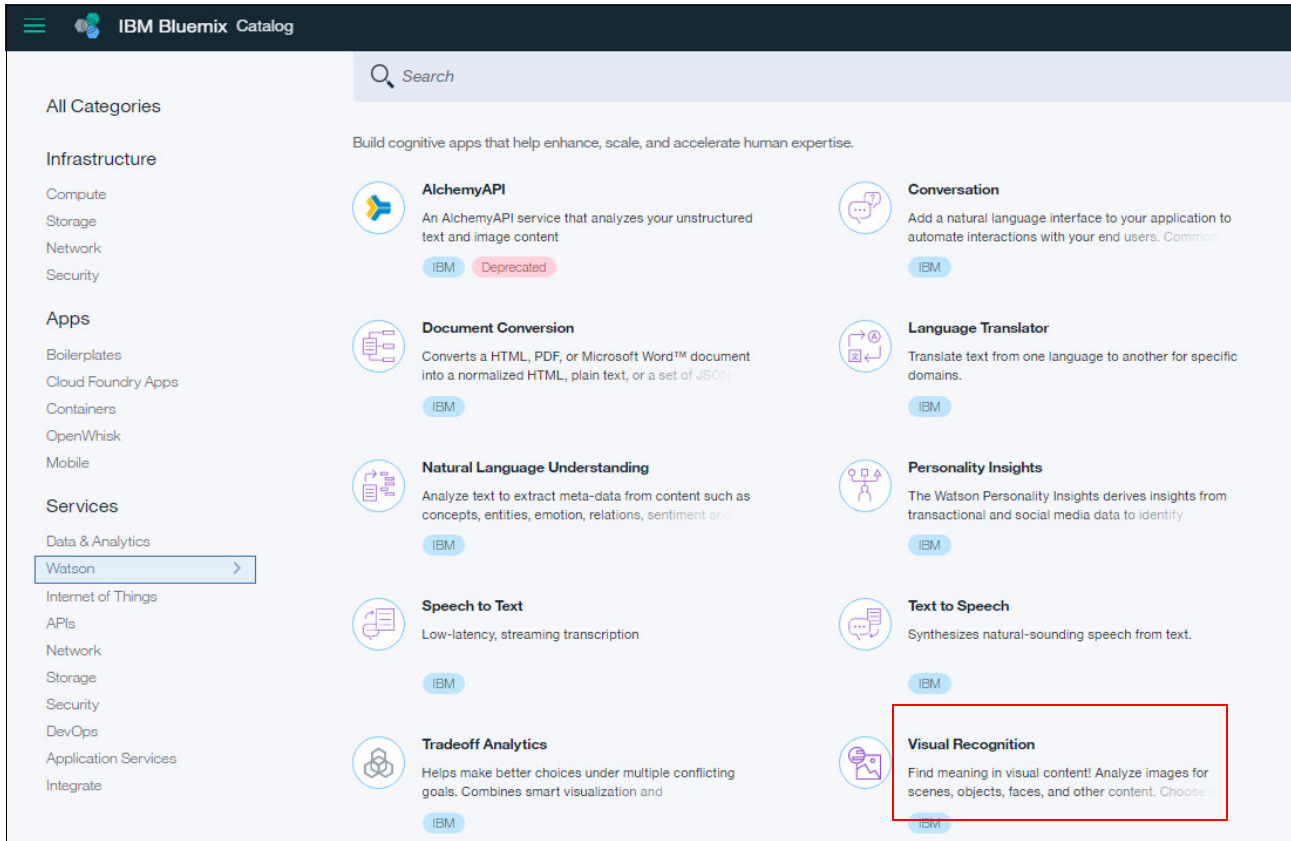 IBM Bluemix Catalog
Search
All Categories
Infrastructure
Compute
Storage
Network
Security
Apps
Boilerplates
Cloud Foundry Apps
Containers
OpenWhisk
Mobile
Services
Data & Analytics
Watson
Internet of Things
APIs
Network
Storage
Security
DevOps
Application Services
Integrate
Build cognitive apps that help enhance, scale, and accelerate human expertise.
AlchemyAPI
An AlchemyAPI service that analyzes your unstructured
text and image content
IBM Deprecated
Conversation
Add a natural language interface to your application to
automate interactions with your end users. Common
IBM
Document Conversion
Converts a HTML, PDF, or Microsoft Word™ document
into a normalized HTML, plain text, or a set of JSON
IBM
Language Translator
Translate text from one language to another for specific
domains.
IBM
Natural Language Understanding
Analyze text to extract meta-data from content such as
concepts, entities, emotion, relations, sentiment and
IBM
Personality Insights
The Watson Personality Insights derives insights from
transactional and social media data to identify
IBM
Speech to Text
Low-latency, streaming transcription
IBM
Text to Speech
Synthesizes natural-sounding speech from text.
IBM
Tradeoff Analytics
Helps make better choices under multiple conflicting
goals. Combines smart visualization and
IBM
Visual Recognition
Find meaning in visual content! Analyze images for
scenes, objects, faces, and other content. Choose a
IBM